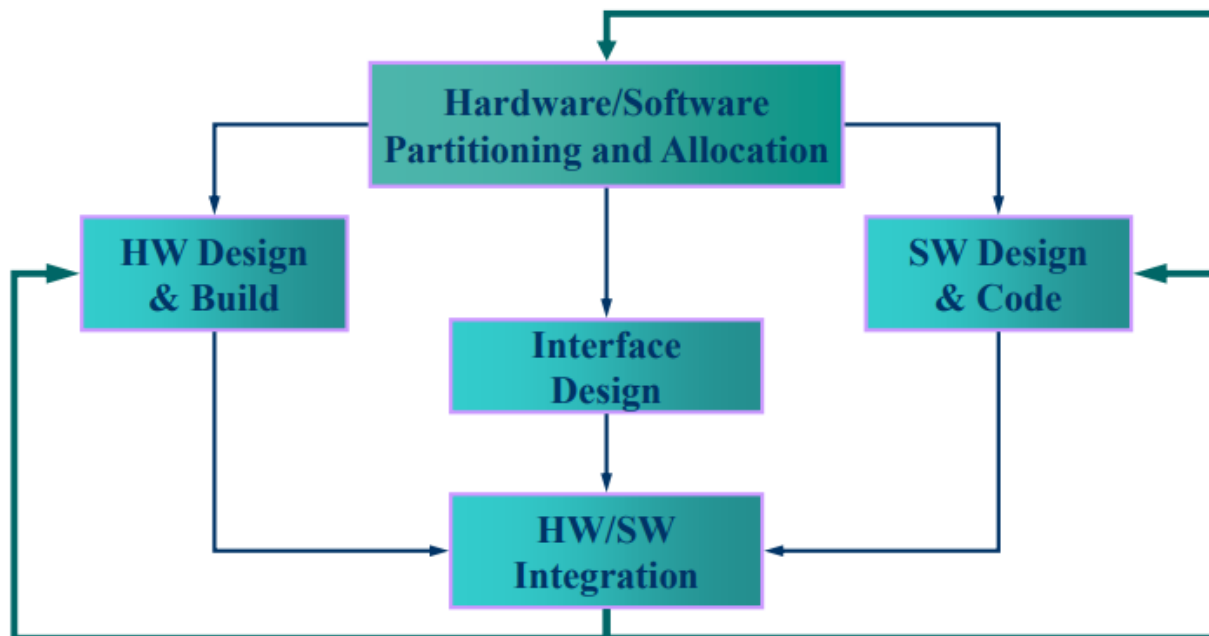 Hardware/Software
Partitioning and Allocation
HW Design
& Build
SW Design
& Code
Interface
Design
HW/SW
Integration